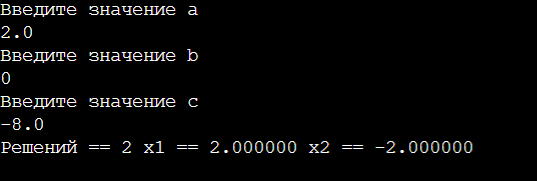 Введите значение a
2.0
Введите значение b
0
Введите значение c
-8.0
Решений == 2 x1 == 2.000000 x2 == -2.000000